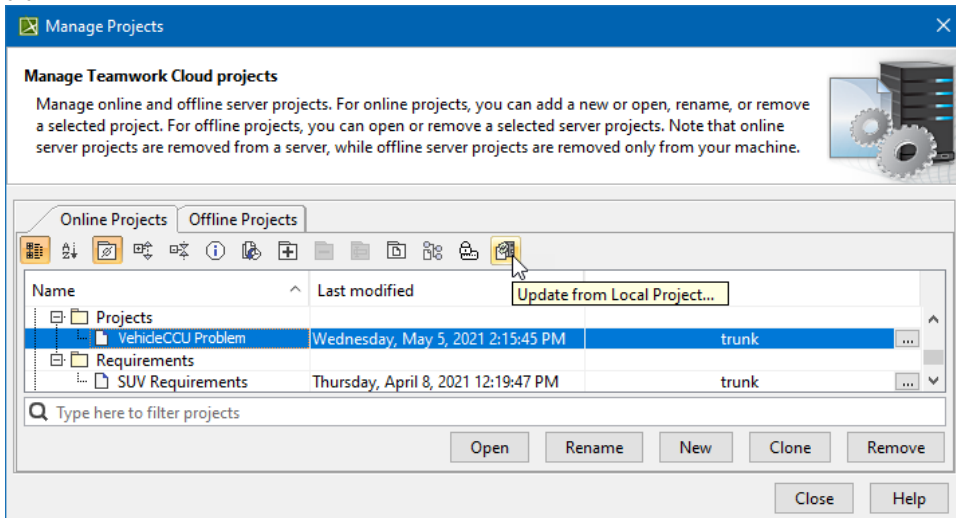 Manage Projects
Manage Teamwork Cloud projects
Manage online and offline server projects. For online projects, you can add a new or open, rename, or remove
a selected project. For offline projects, you can open or remove a selected server projects. Note that online
server projects are removed from a server, while offline server projects are removed only from your machine.
Online Projects Offline Projects
Name Last modified
Update from Local Project...
Projects
VehicleCCU Problem Wednesday, May 5, 2021 2:15:45 PM trunk ...
Requirements
SUV Requirements Thursday, April 8, 2021 12:19:47 PM trunk ...
Type here to filter projects
Open Rename New Clone Remove
Close Help